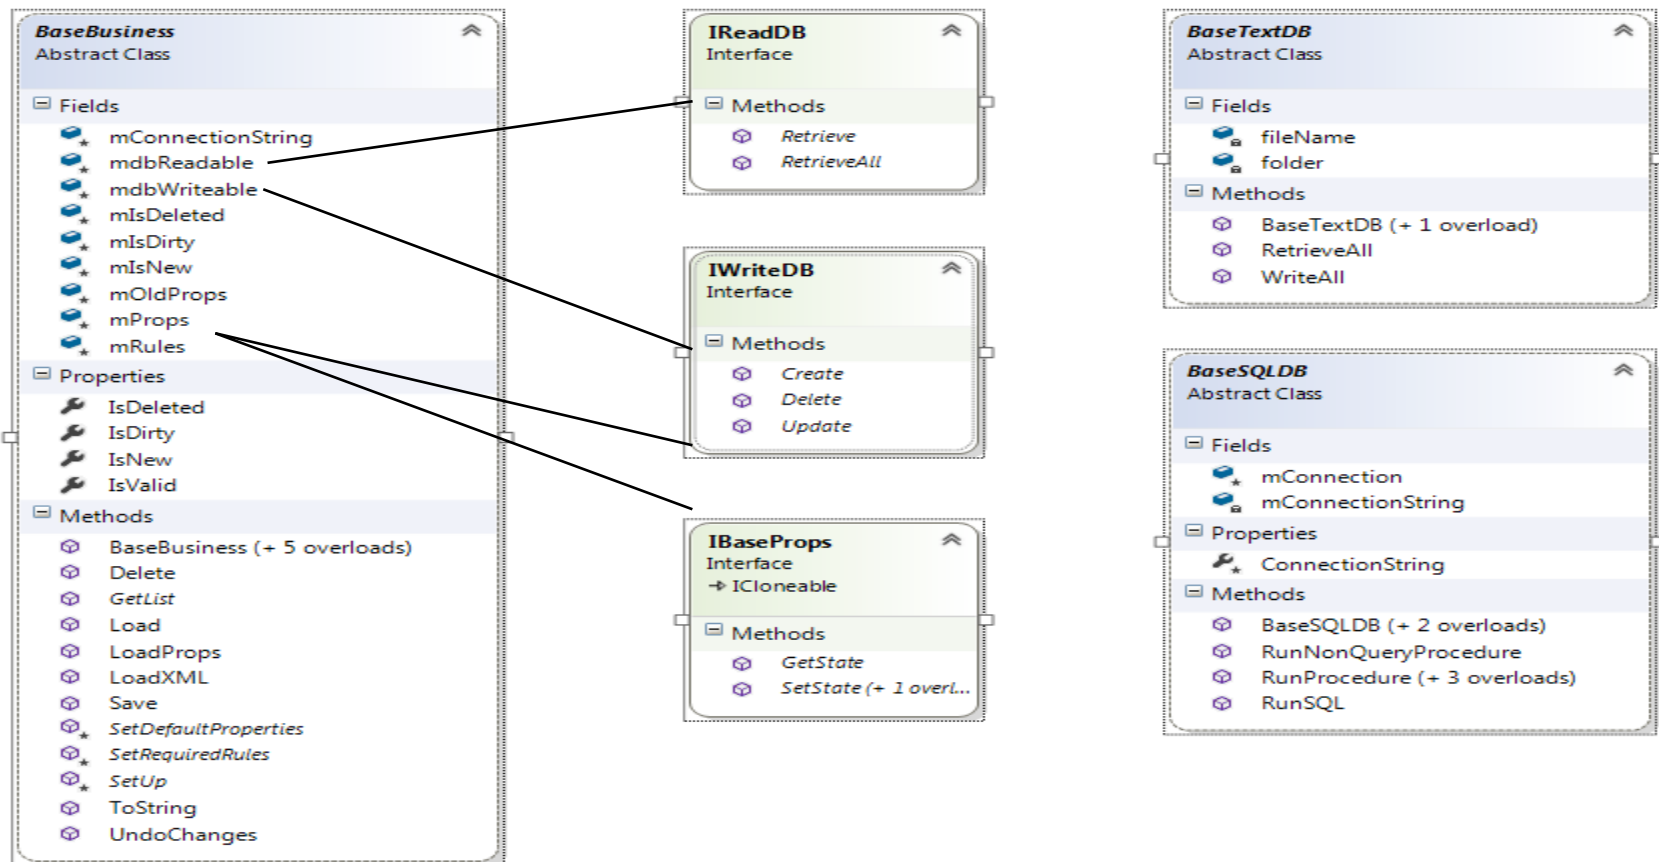 BaseBusiness
Abstract Class
Fields
mConnectionString
mdbReadable
mdbWriteable
mIsDeleted
mIsDirty
mIsNew
mOldProps
mProps
mRules
Properties
IsDeleted
IsDirty
IsNew
IsValid
Methods
BaseBusiness (+ 5 overloads)
Delete
GetList
Load
LoadProps
LoadXML
Save
SetDefaultProperties
SetRequiredRules
SetUp
ToString
UndoChanges
IReadDB
Interface
Methods
Retrieve
RetrieveAll
IWriteDB
Interface
Methods
Create
Delete
Update
IBaseProps
Interface
ICloneable
Methods
GetState
SetState (+ 1 overl...
BaseTextDB
Abstract Class
Fields
fileName
folder
Methods
BaseTextDB (+ 1 overload)
RetrieveAll
WriteAll
BaseSQLDB
Abstract Class
Fields
mConnection
mConnectionString
Properties
ConnectionString
Methods
BaseSQLDB (+ 2 overloads)
RunNonQueryProcedure
RunProcedure (+ 3 overloads)
RunSQL